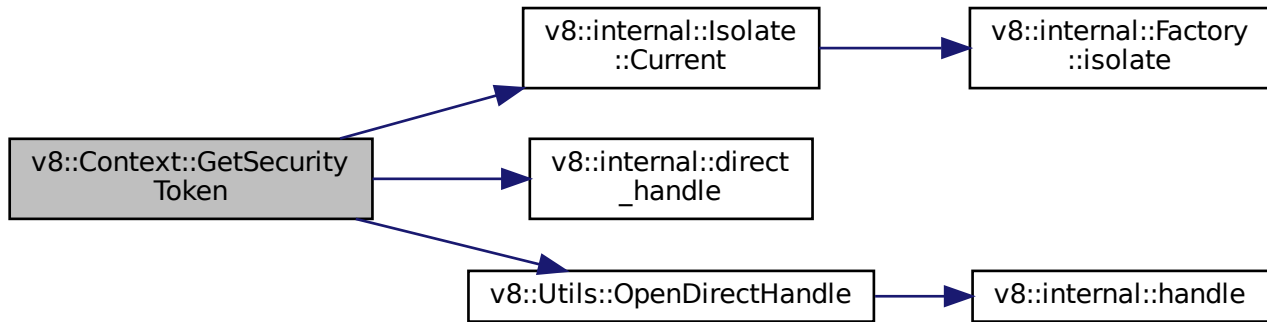 v8::internal::Isolate
::Current
v8::internal::Factory
::isolate
v8::Context::GetSecurity
Token
v8::internal::direct
_handle
v8::Utils::OpenDirectHandle
v8::internal::handle